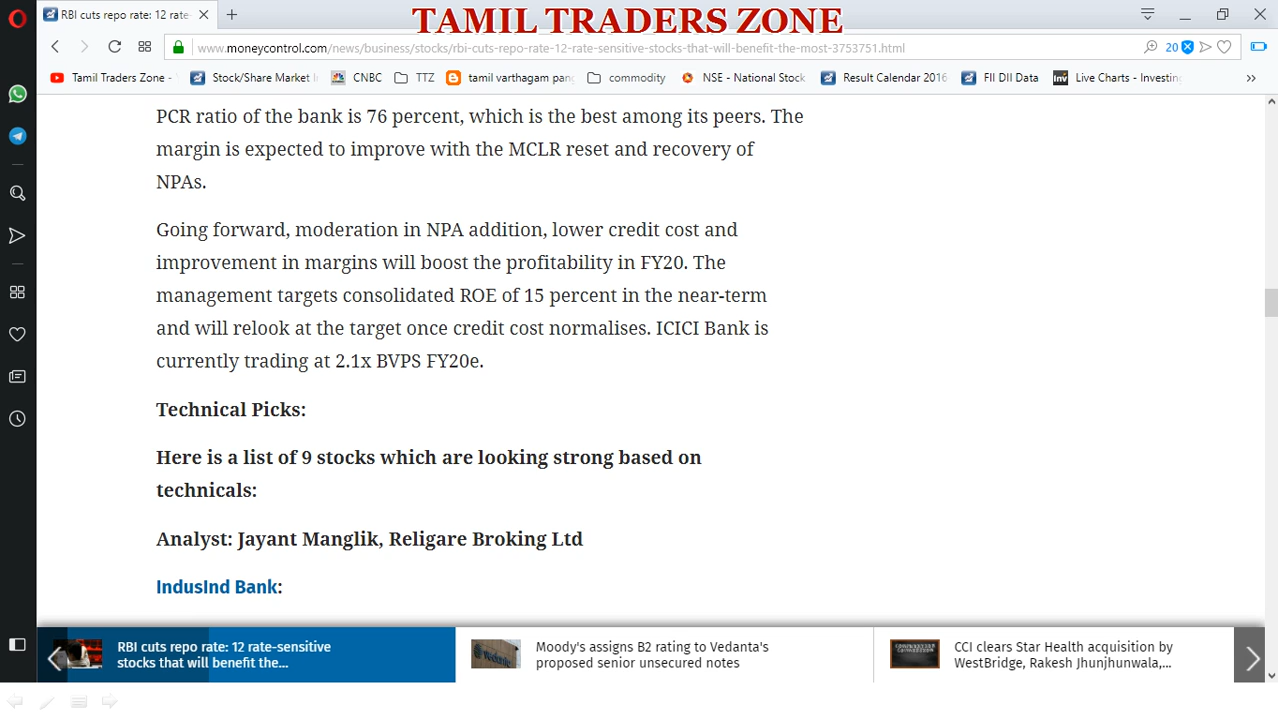 RBI cuts repo rate: 12 rate-
TAMIL TRADERS ZONE
www.moneycontrol.com/news/business/stocks/rbi-cuts-repo-rate-12-rate-sensitive-stocks-that-will-benefit-the-most-3753751.html
20
Tamil Traders Zone - Stock/Share Market I CNBC TTZ tamil varthagam pan commodity NSE - National Stock Result Calendar 2016 FII DII Data Inv Live Charts - Investin
PCR ratio of the bank is 76 percent, which is the best among its peers. The
margin is expected to improve with the MCLR reset and recovery of
NPAs.
Going forward, moderation in NPA addition, lower credit cost and
improvement in margins will boost the profitability in FY20. The
management targets consolidated ROE of 15 percent in the near-term
and will relook at the target once credit cost normalises. ICICI Bank is
currently trading at 2.1x BVPS FY20e.
Technical Picks:
Here is a list of 9 stocks which are looking strong based on
technicals:
Analyst: Jayant Manglik, Religare Broking Ltd
IndusInd Bank:
RBI cuts repo rate: 12 rate-sensitive
stocks that will benefit the...
Moody's assigns B2 rating to Vedanta's
proposed senior unsecured notes
CCI clears Star Health acquisition by
WestBridge, Rakesh Jhunjhunwala,...